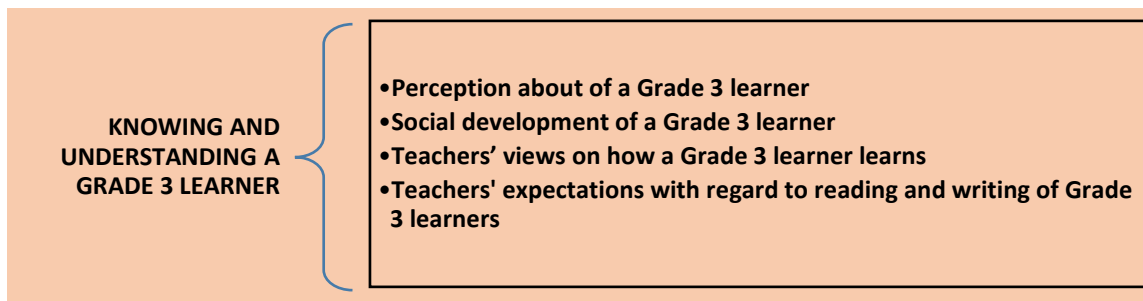 KNOWING AND
UNDERSTANDING A
GRADE 3 LEARNER
•Perception about of a Grade 3 learner
•Social development of a Grade 3 learner
•Teachers’ views on how a Grade 3 learner learns
•Teachers' expectations with regard to reading and writing of Grade
3 learners